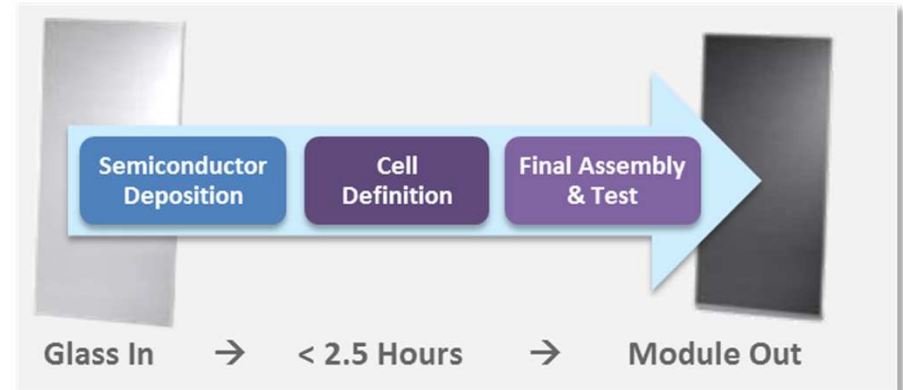 Semiconductor
Deposition
Cell
Definition
Final Assembly
& Test
Glass In → < 2.5 Hours → Module Out